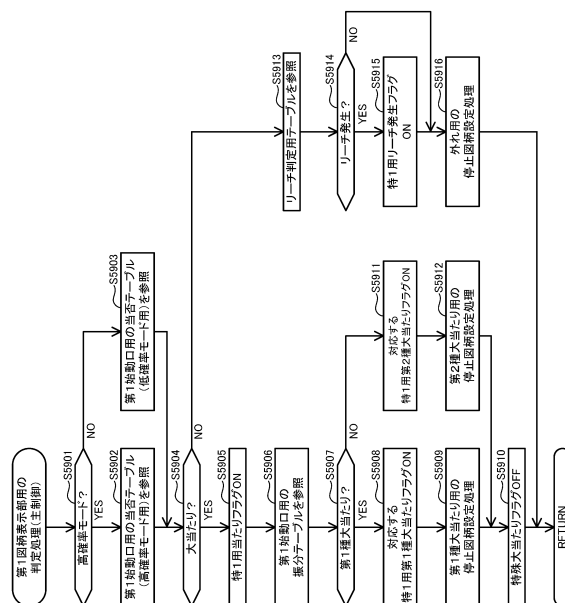 第1図柄表示部用の
判定処理(主制御)
S5901
高確率モード?
NO
YES
S5902
第1始動口用の当否テーブル
(高確率モード用)を参照
S5903
第1始動口用の当否テーブル
(低確率モード用)を参照
S5904
大当たり?
NO
YES
S5905
特1用当たりフラグON
S5906
第1始動口用の
振分テーブルを参照
S5907
第1種大当たり?
NO
YES
S5908
対応する
特1用第1種大当たりフラグON
S5909
第1種大当たり用の
停止図柄設定処理
S5910
特殊大当たりフラグOFF
S5911
対応する
特1用第2種大当たりフラグON
S5912
第2種大当たり用の
停止図柄設定処理
S5913
リーチ判定用テーブルを参照
S5914
リーチ発生?
NO
YES
S5915
特1用リーチ発生フラグ
ON
S5916
外れ用の
停止図柄設定処理
RETURN